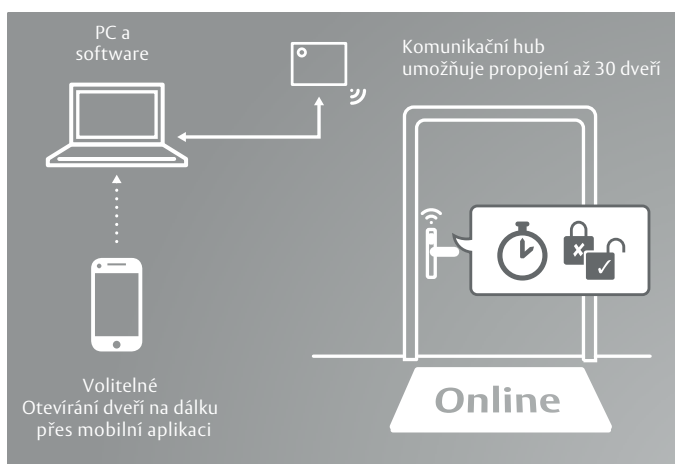 PC a
software
Komunikační hub
umožňuje propojení až 30 dveří
Volitelné
Otevírání dveří na dálku
přes mobilní aplikaci
Online